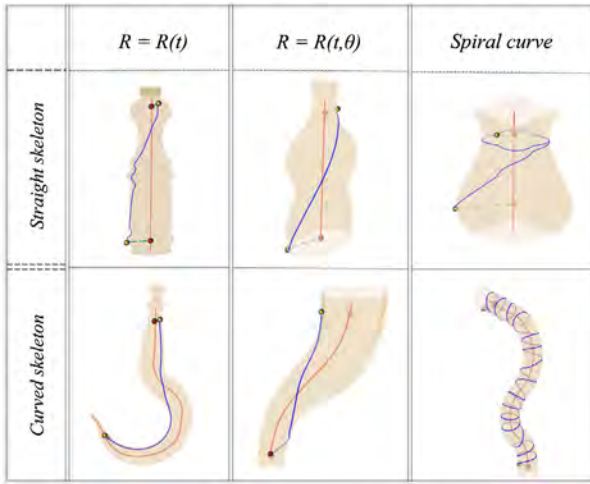 R = R(t)
R = R(t,θ)
Spiral curve
Straight skeleton
Curved skeleton